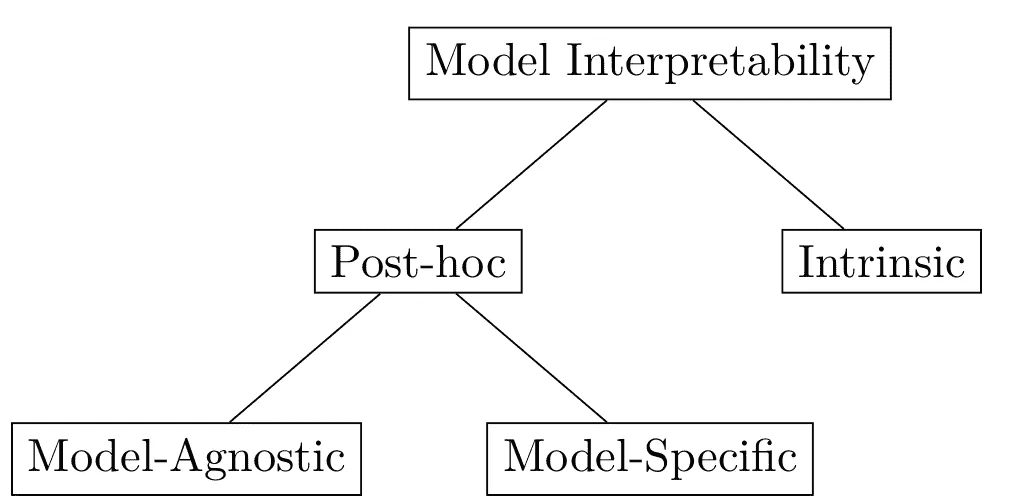 Model Interpretability
Post-hoc
Intrinsic
Model-Agnostic
Model-Specific